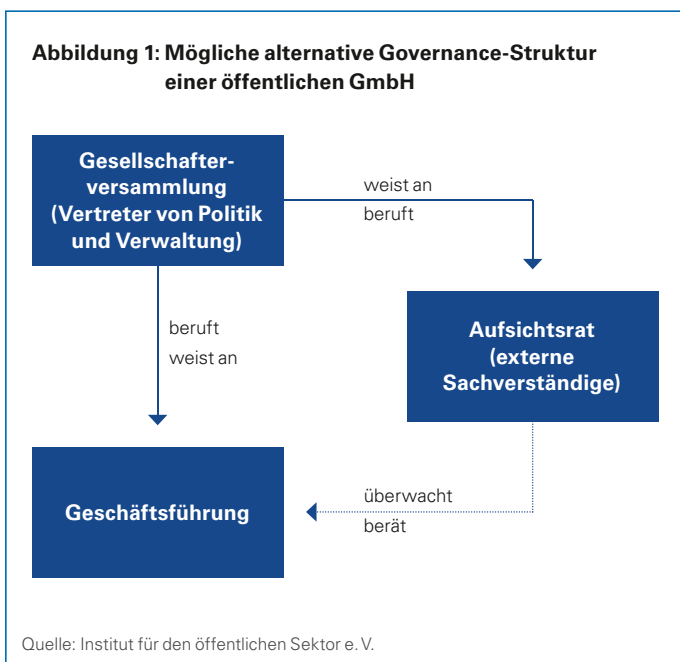 Abbildung 1: Mögliche alternative Governance-Struktur
einer öffentlichen GmbH
Gesellschafter-
versammlung
(Vertreter von Politik
und Verwaltung)
weist an
beruft
beruft
weist an
Aufsichtsrat
(externe
Sachverständige)
Geschäftsführung
überwacht
berät
Quelle: Institut für den öffentlichen Sektor e. V.